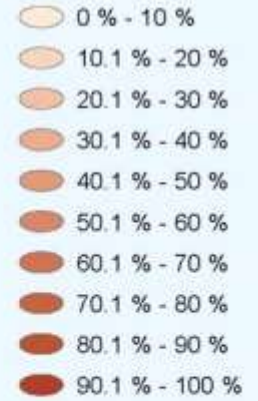 0 % - 10 %
10.1 % - 20 %
20.1 % - 30 %
30.1 % - 40 %
40.1 % - 50 %
50.1 % - 60 %
60.1 % - 70 %
70.1 % - 80 %
80.1 % - 90 %
90.1 % - 100 %